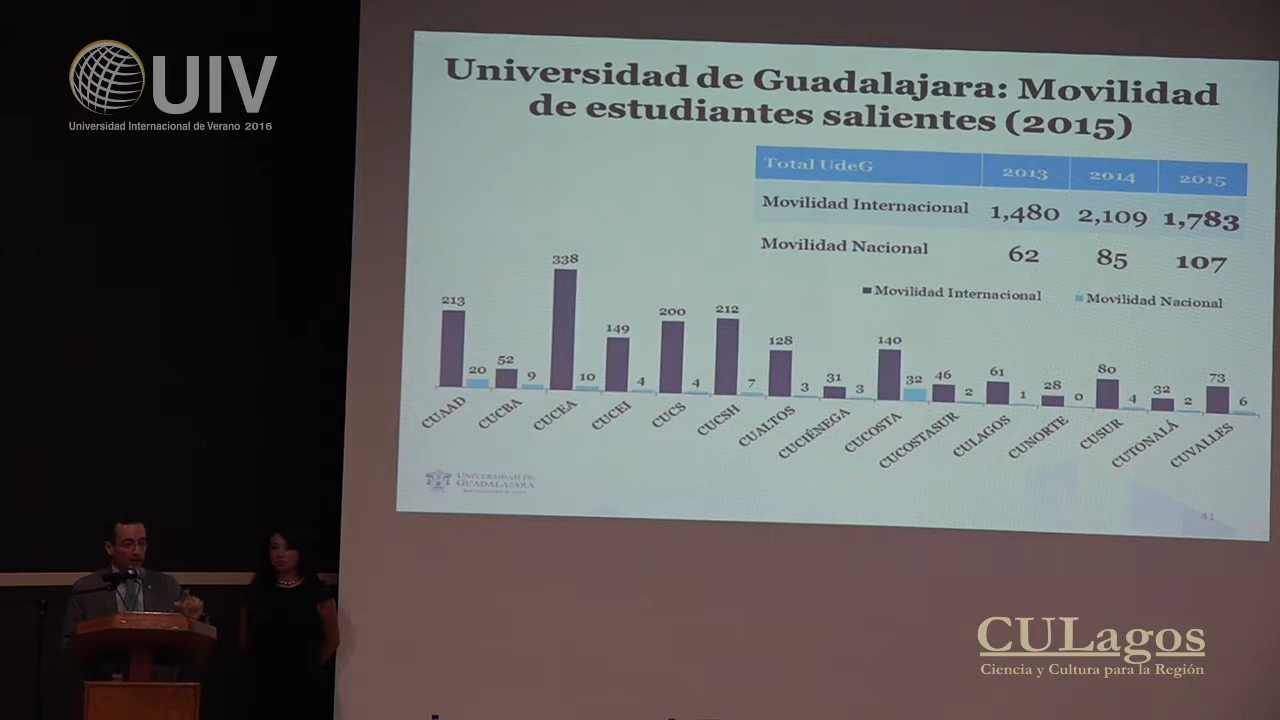 UIV
Universidad Internacional de Verano 2016
Universidad de Guadalajara: Movilidad
de estudiantes salientes (2015)
Total UdeG 2013 2014 2015
Movilidad Internacional 1,480 2,109 1,783
Movilidad Nacional 62 85 107
Movilidad Internacional Movilidad Nacional
213 20 52 9 338 10 149 4 200 4 212 7 128 3 31 3 140 32 46 2 61 1 28 0 80 4 32 2 73 6
CUAAD CUCBA CUCEA CUCEI CUCS CUCSH CUALTOS CUCIÉNEGA CUCOSTA CUCOSTASUR CULAGOS CUNORTE CUSUR CUTONALÁ CUVALLES
UNIVERSIDAD DE
GUADALAJARA
41
CULagos
Ciencia y Cultura para la Región